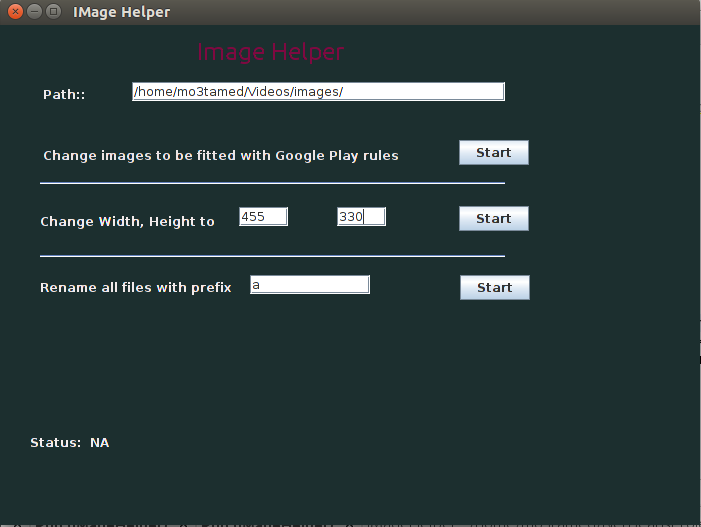 IMage Helper
Image Helper
Path:: /home/mo3tamed/Videos/images/
Change images to be fitted with Google Play rules Start
Change Width, Height to 455 330 Start
Rename all files with prefix a Start
Status: NA